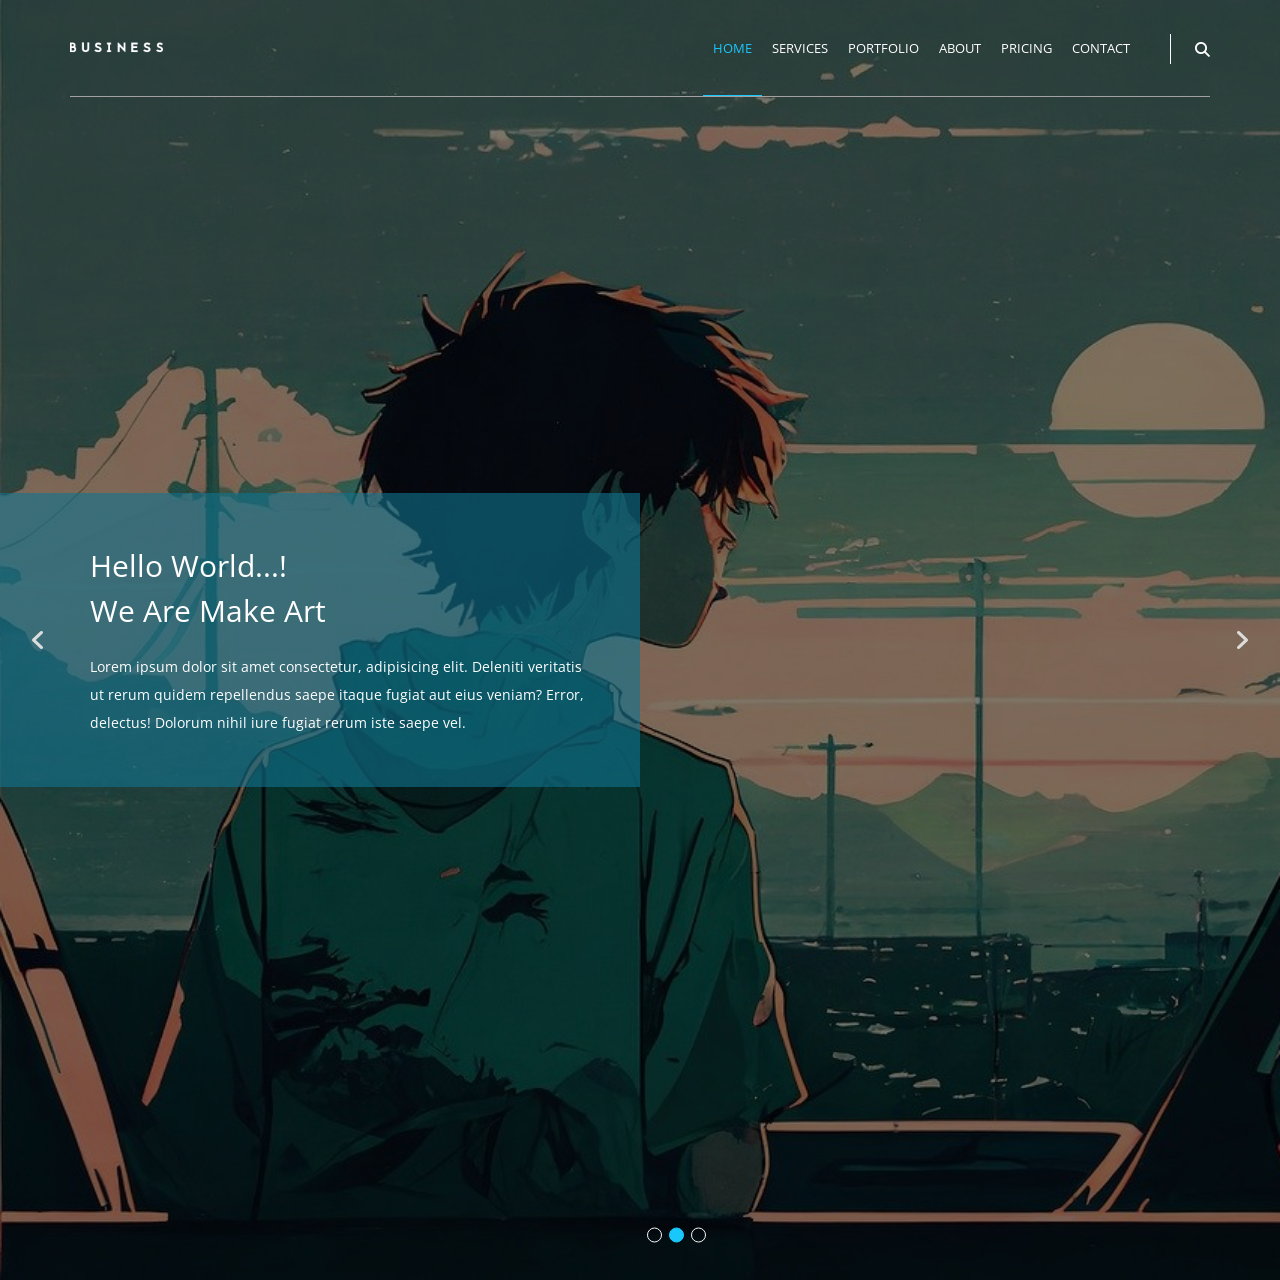 BUSINESS
HOME SERVICES PORTFOLIO ABOUT PRICING CONTACT
Hello World...!
We Are Make Art
Lorem ipsum dolor sit amet consectetur, adipisicing elit. Deleniti veritatis
ut rerum quidem repellendus saepe itaque fugiat aut eius veniam? Error,
delectus! Dolorum nihil iure fugiat rerum iste saepe vel.